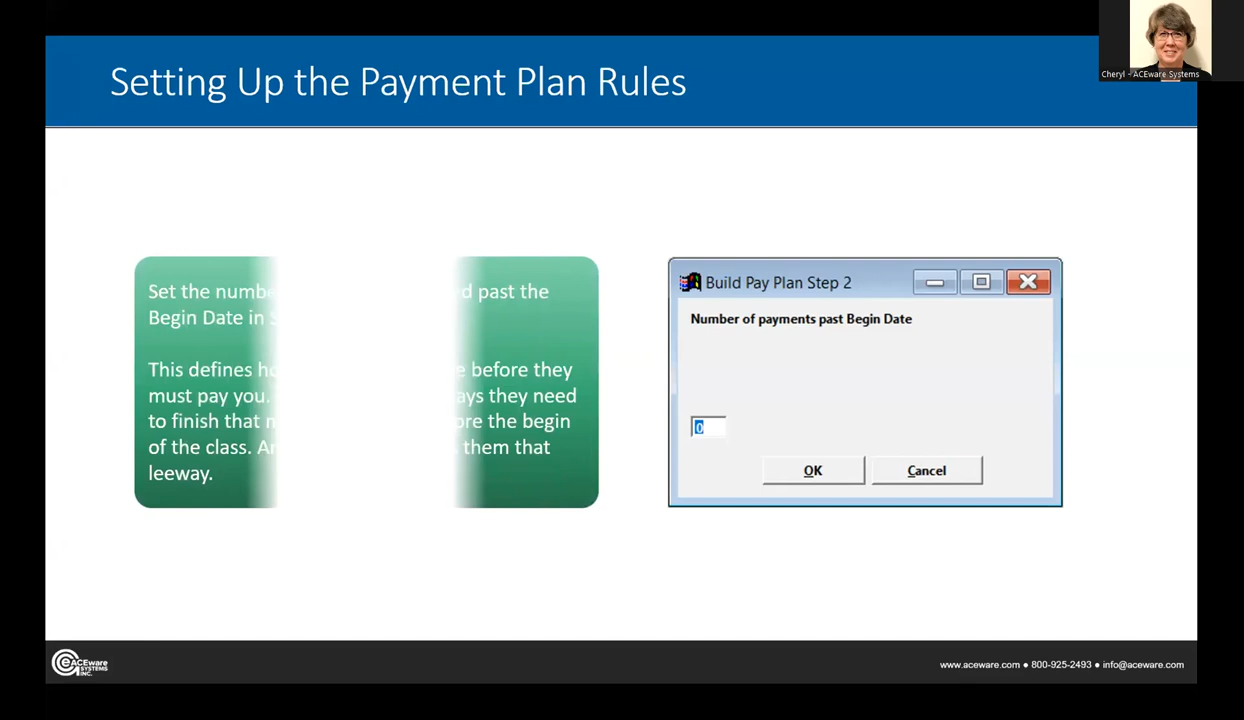 Setting Up the Payment Plan Rules
Cheryl - ACEware Systems
Set the past the
Begin Date in
This defines before they
must pay you. they need
to finish that the begin
of the class. them that
leeway.
Build Pay Plan Step 2
Number of payments past Begin Date
0
OK
Cancel
ACEware
SYSTEMS
INC.
www.aceware.com ● 800-925-2493 ● info@aceware.com